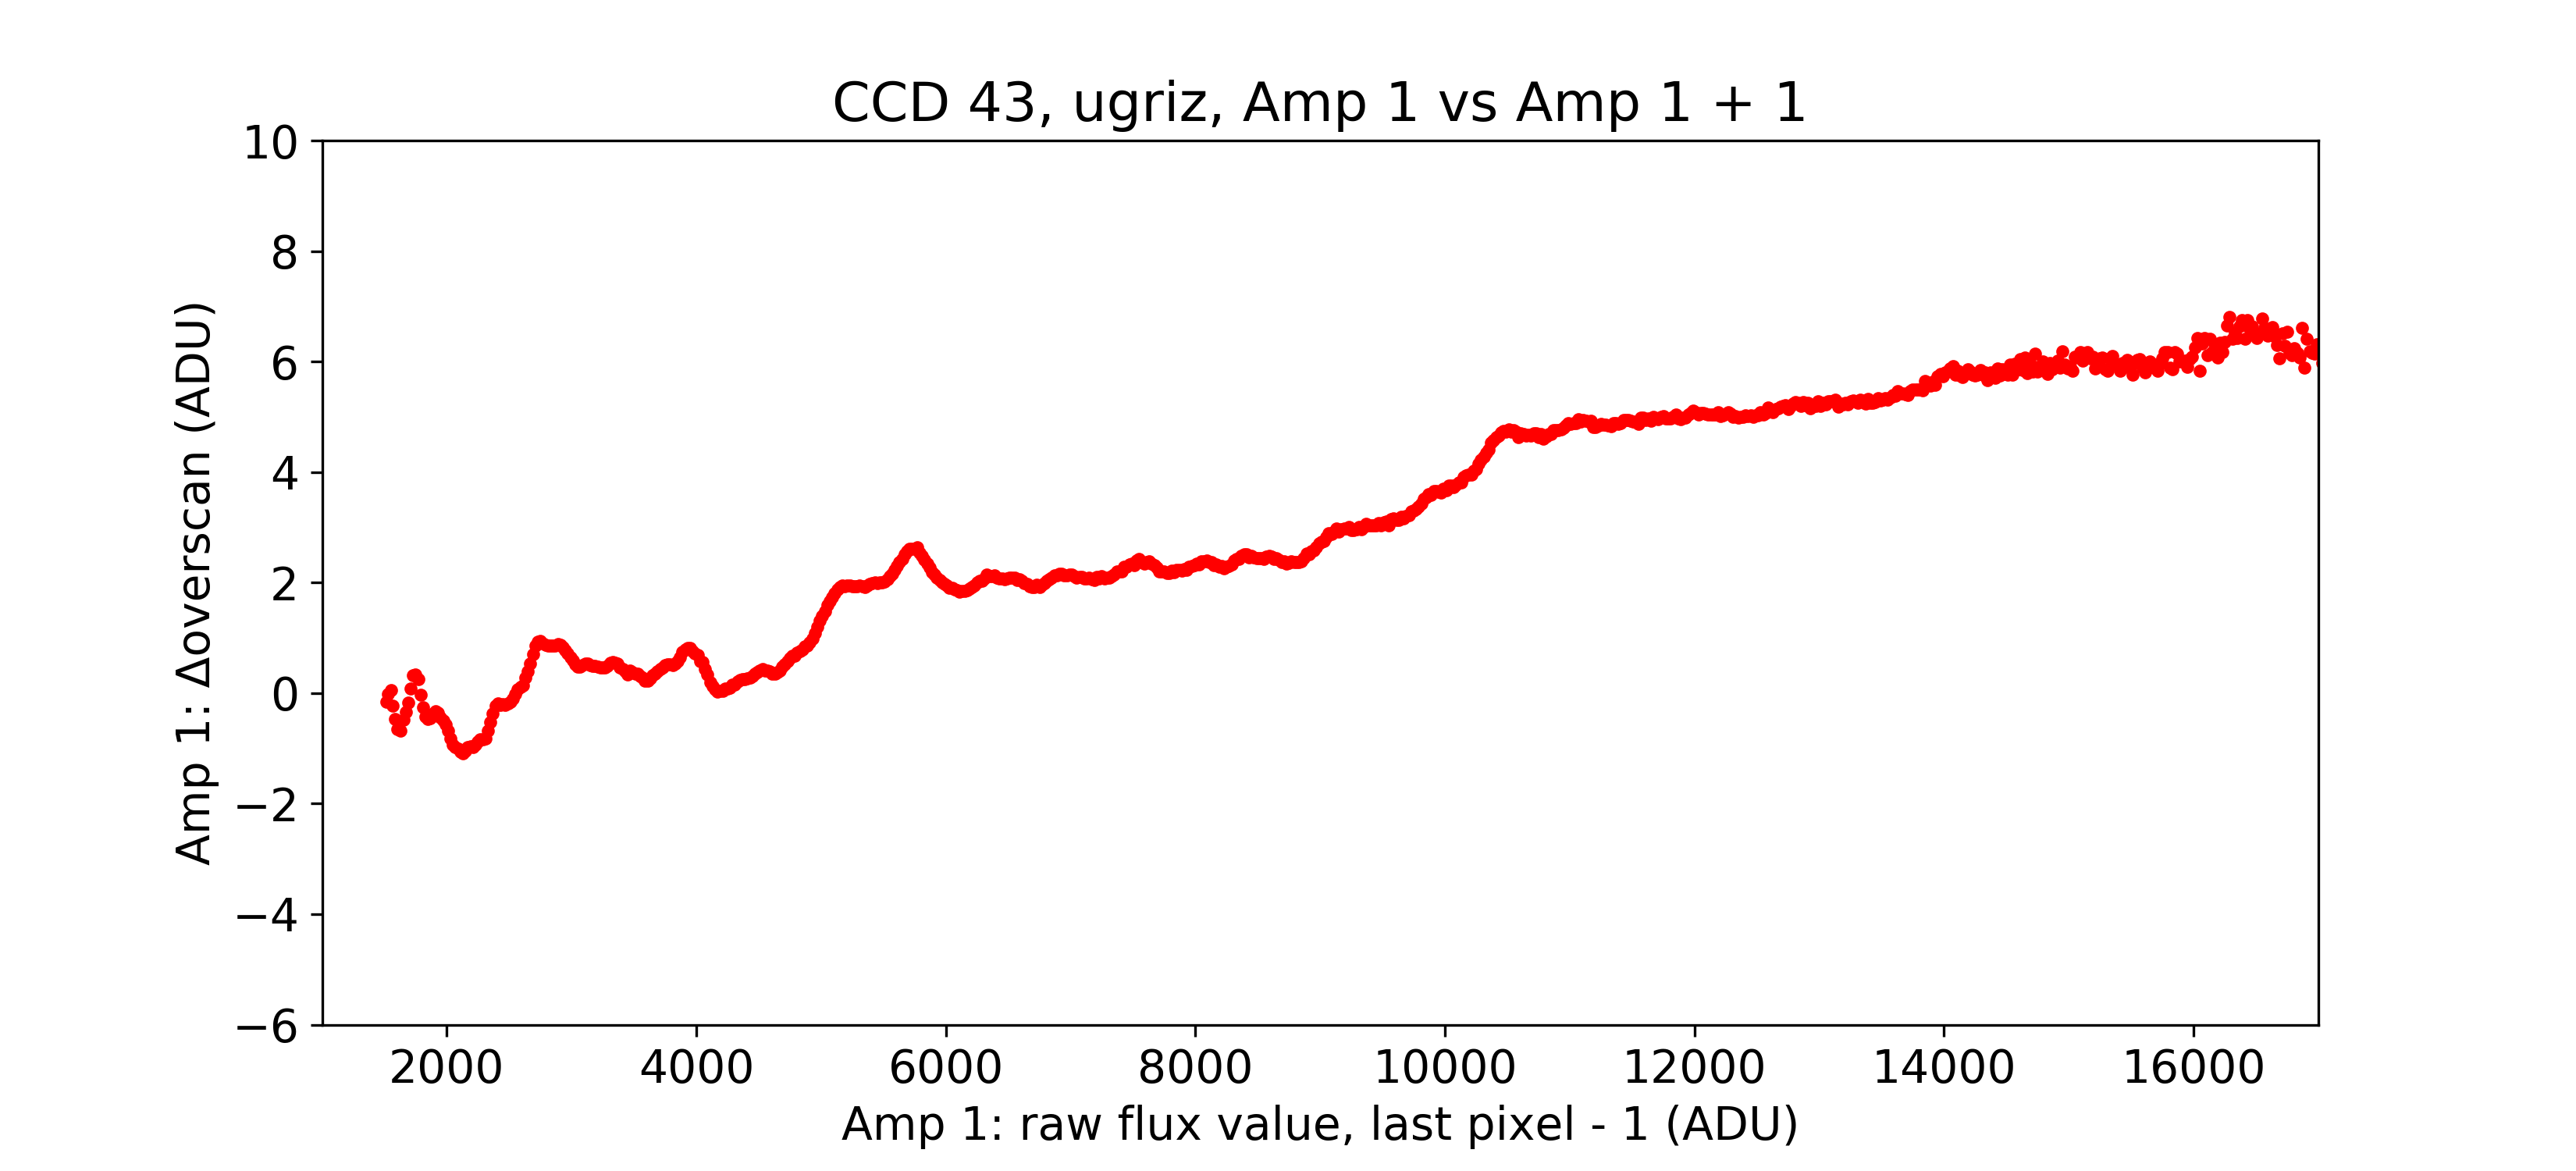 CCD 43, ugriz, Amp 1 vs Amp 1 + 1
10
8
6
4
2
0
−2
−4
−6
Amp 1: Δoverscan (ADU)
2000 4000 6000 8000 10000 12000 14000 16000
Amp 1: raw flux value, last pixel - 1 (ADU)